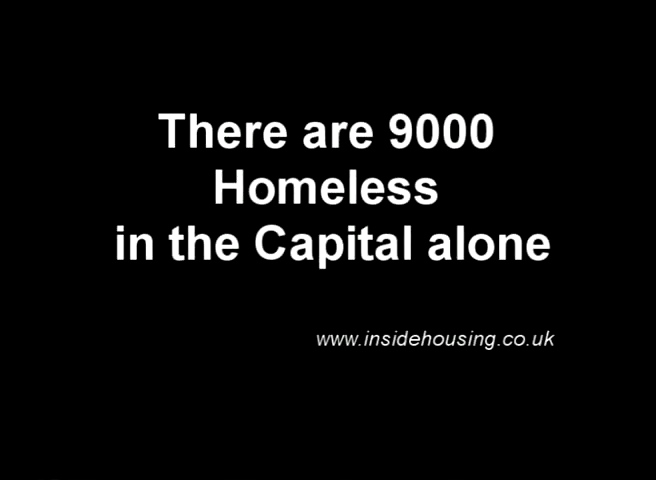 There are 9000
Homeless
in the Capital alone
www.insidehousing.co.uk